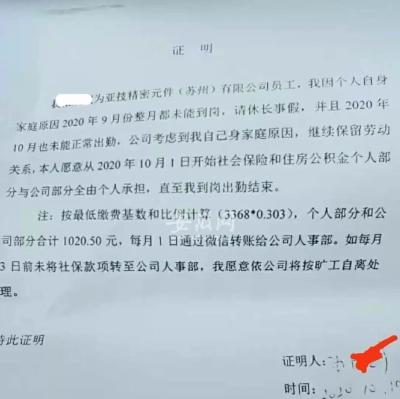 证 明
为亚技精密元件（苏州）有限公司员工，我因个人自身
家庭原因 2020 年 9 月份整月都未能到岗，请休长事假，并且 2020 年
10 月也未能正常出勤，公司考虑到我自己身家庭原因，继续保留劳动
关系，本人愿意从 2020 年 10 月 1 日开始社会保险和住房公积金个人部
分与公司部分全由个人承担，直至我到岗出勤结束。
注：按最低缴费基数和比例计算（3368*0.303），个人部分和公
司部分合计 1020.50 元，每月 1 日通过微信转账给公司人事部。如每月
3 日前未将社保款项转至公司人事部，我愿意依公司将按旷工自离处
理。
特此证明
证明人：
时间：2020 10.19